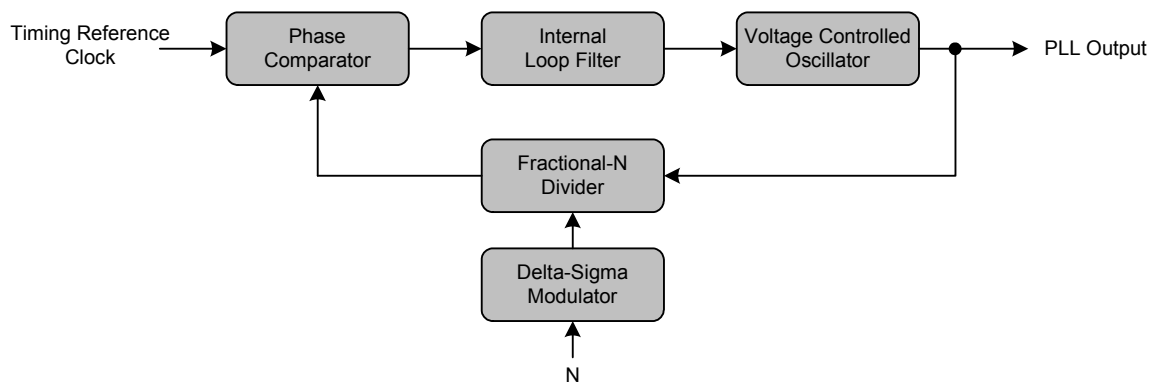 Timing Reference
Clock
Phase
Comparator
Internal
Loop Filter
Voltage Controlled
Oscillator
PLL Output
Fractional-N
Divider
Delta-Sigma
Modulator
N